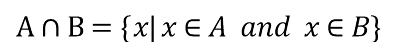 A ∩ B = {x| x ∈ A and x ∈ B}